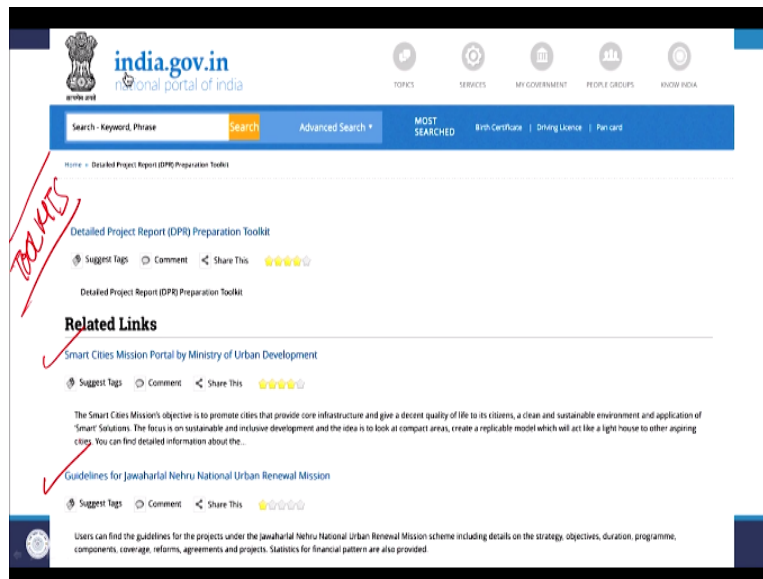 india.gov.in
national portal of india
सत्यमेव जयते
TOPICS
SERVICES
MY GOVERNMENT
PEOPLE GROUPS
KNOW INDIA
Search - Keyword, Phrase
Search
Advanced Search
MOST SEARCHED
Birth Certificate | Driving Licence | Pan card
Home » Detailed Project Report (DPR) Preparation Toolkit
TOOLKITS
Detailed Project Report (DPR) Preparation Toolkit
Suggest Tags Comment Share This
Detailed Project Report (DPR) Preparation Toolkit
Related Links
Smart Cities Mission Portal by Ministry of Urban Development
Suggest Tags Comment Share This
The Smart Cities Mission's objective is to promote cities that provide core infrastructure and give a decent quality of life to its citizens, a clean and sustainable environment and application of
'Smart' Solutions. The focus is on sustainable and inclusive development and the idea is to look at compact areas, create a replicable model which will act like a light house to other aspiring
cities. You can find detailed information about the...
Guidelines for Jawaharlal Nehru National Urban Renewal Mission
Suggest Tags Comment Share This
Users can find the guidelines for the projects under the Jawaharlal Nehru National Urban Renewal Mission scheme including details on the strategy, objectives, duration, programme,
components, coverage, reforms, agreements and projects. Statistics for financial pattern are also provided.